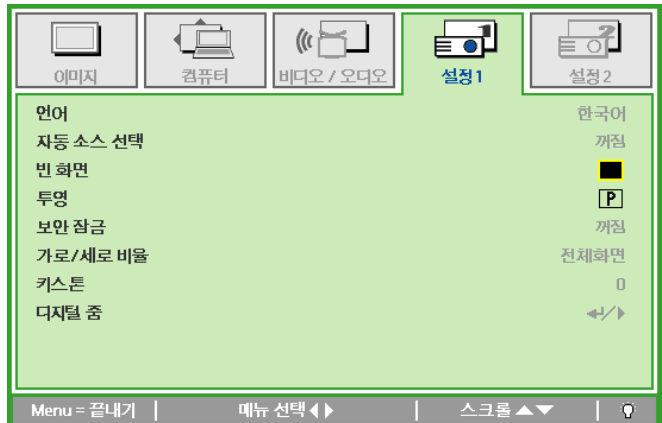 이미지 컴퓨터 비디오 / 오디오 설정 1 설정 2
언어 한국어
자동 소스 선택 꺼짐
빈 화면
투영 P
보안 잠금 꺼짐
가로/세로 비율 전체화면
키스톤 0
디지털 줌 /
Menu = 끝내기 메뉴 선택 스크롤